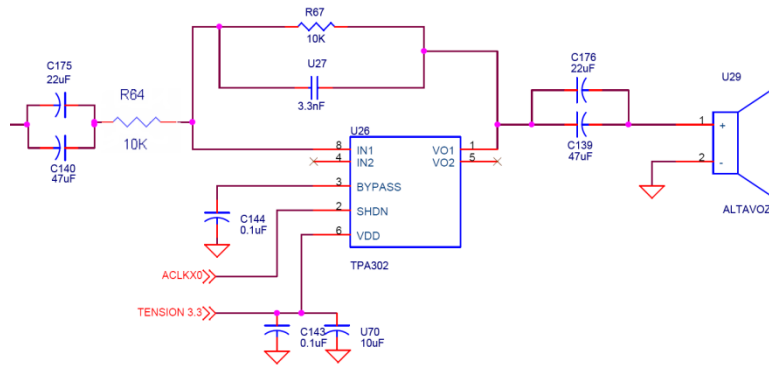 R67
10K
U27
3.3nF
C175
22uF
R64
10K
C140
47uF
C176
22uF
C139
47uF
U29
1
+
2
-
ALTAVOZ
U26
8 IN1 VO1 1
4 IN2 VO2 5
3 BYPASS
2 SHDN
6 VDD
TPA302
C144
0.1uF
ACLKX0
TENSION 3.3
C143
0.1uF
U70
10uF